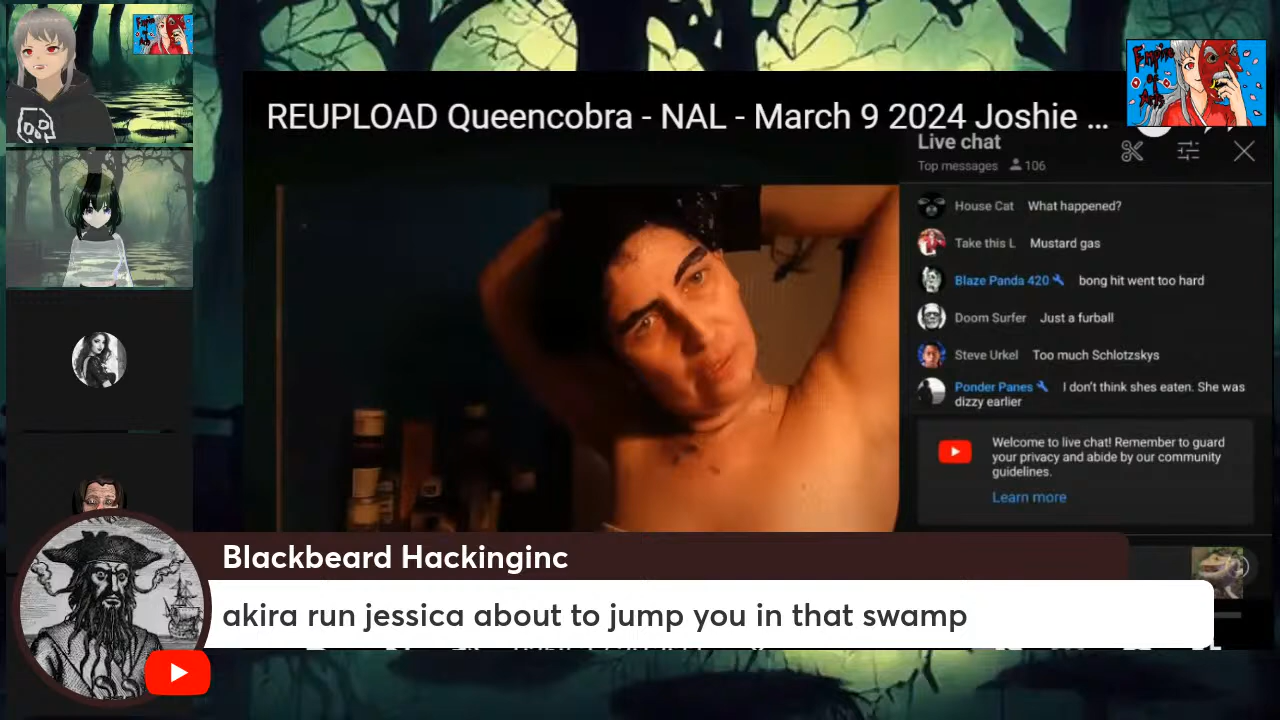 REUPLOAD Queencobra - NAL - March 9 2024 Joshie ...
Empire of Arts
Live chat
Top messages 106
House Cat What happened?
Take this L Mustard gas
Blaze Panda 420 bong hit went too hard
Doom Surfer Just a furball
Steve Urkel Too much Schlotzskys
Ponder Panes I don't think shes eaten. She was
dizzy earlier
Welcome to live chat! Remember to guard
your privacy and abide by our community
guidelines.
Learn more
Blackbeard Hackinginc
akira run jessica about to jump you in that swamp